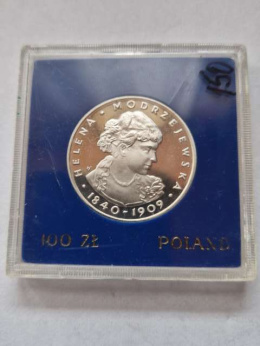 150
HELENA · MODRZEJEWSKA
· 1840 - 1909 ·
100 ZŁ POLAND